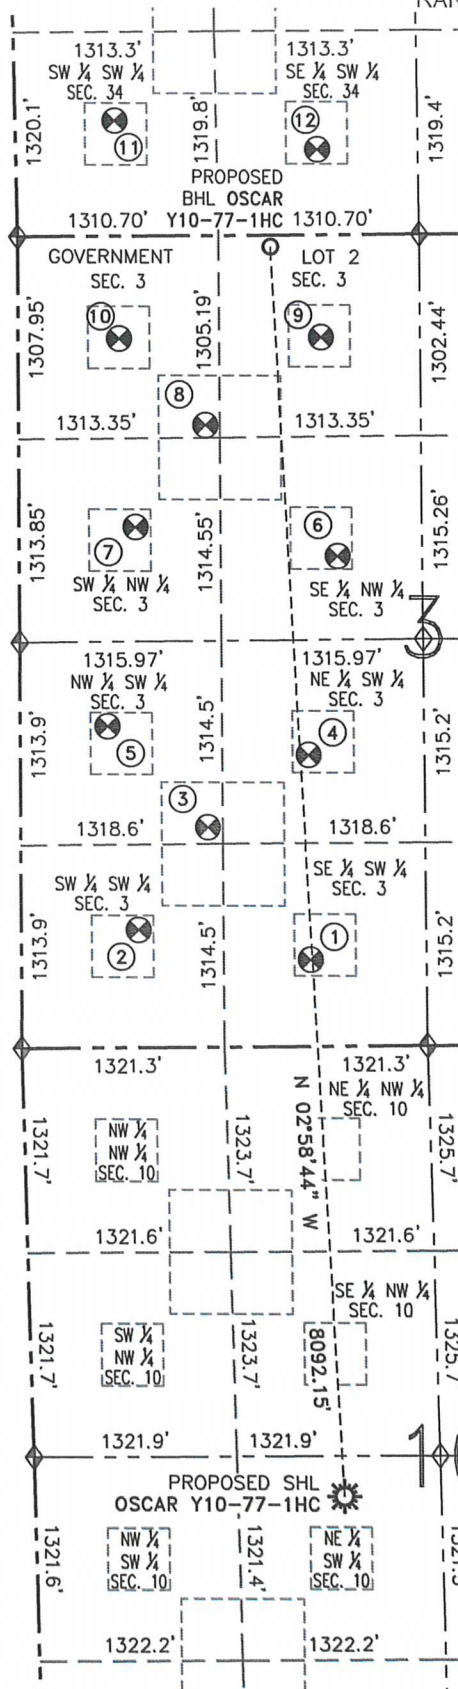 1313.3' 1313.3'
SW ¼ SW ¼ SE ¼ SW ¼
SEC. 34 SEC. 34
1320.1' 1319.8' 1319.4'
11 12
PROPOSED
BHL OSCAR
1310.70' Y10-77-1HC 1310.70'
GOVERNMENT LOT 2
SEC. 3 SEC. 3
10 9
1307.95' 1305.19' 1302.44'
8
1313.35' 1313.35'
7 6
1313.85' 1314.55' 1315.26'
SW ¼ NW ¼ SE ¼ NW ¼
SEC. 3 SEC. 3
3
1315.97' 1315.97'
NW ¼ SW ¼ NE ¼ SW ¼
SEC. 3 SEC. 3
1313.9' 1314.5' 1315.2'
5 4
3
1318.6' 1318.6'
SW ¼ SW ¼ SE ¼ SW ¼
SEC. 3 SEC. 3
1313.9' 1314.5' 1315.2'
2 1
1321.3' 1321.3'
N 02°58'44" W
NE ¼ NW ¼
SEC. 10
NW ¼
NW ¼
SEC. 10
1321.7' 1323.7' 1325.7'
1321.6' 1321.6'
SE ¼ NW ¼
SEC. 10
SW ¼
NW ¼
SEC. 10
1321.7' 1323.7' 8092.15' 1325.7'
1321.9' 1321.9'
PROPOSED SHL
OSCAR Y10-77-1HC
NW ¼ NE ¼
SW ¼ SW ¼
SEC. 10 SEC. 10
1321.6' 1321.4'
1322.2' 1322.2'